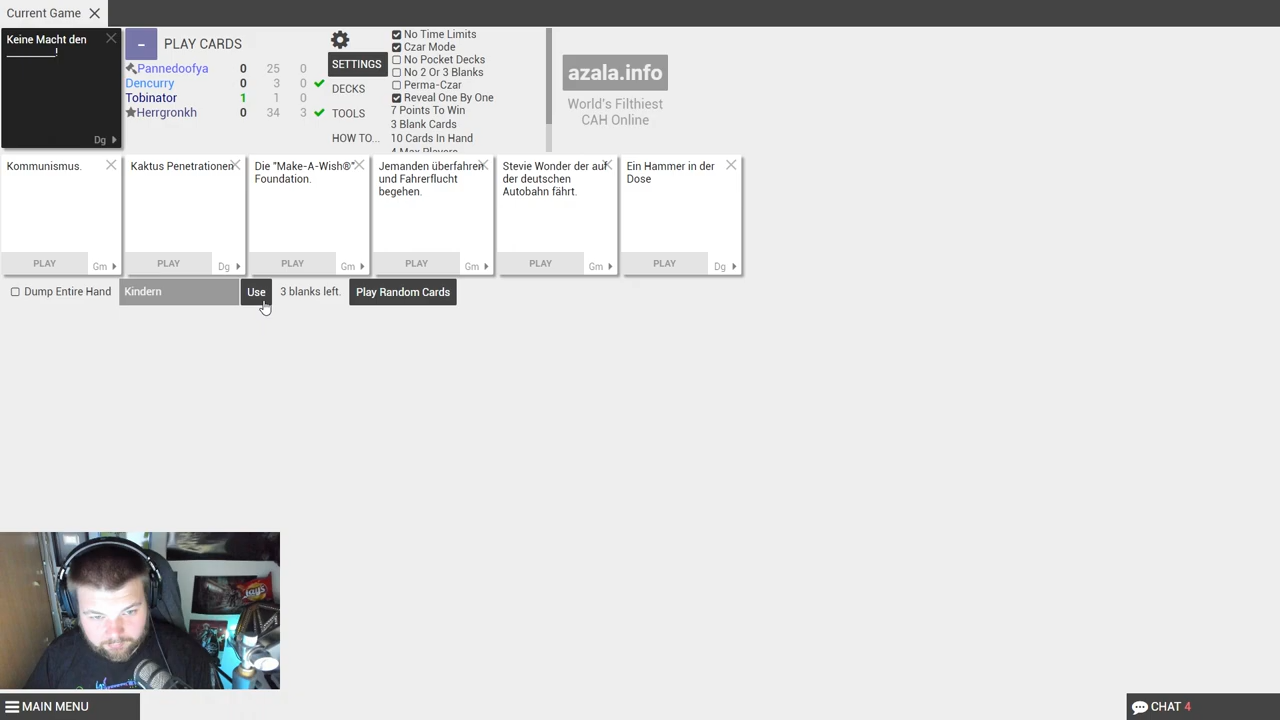 Current Game
Keine Macht den
________!
Dg
–
PLAY CARDS
Pannedoofya 0 25 0
Dencurry 0 3 0
Tobinator 1 1 0
Herrgronkh 0 34 3
SETTINGS
DECKS
TOOLS
HOW TO...
No Time Limits
Czar Mode
No Pocket Decks
No 2 Or 3 Blanks
Perma-Czar
Reveal One By One
7 Points To Win
3 Blank Cards
10 Cards In Hand
4 Max Players
azala.info
World's Filthiest
CAH Online
Kommunismus.
PLAY
Gm
Kaktus Penetrationen
PLAY
Dg
Die "Make-A-Wish®"
Foundation.
PLAY
Gm
Jemanden überfahren
und Fahrerflucht
begehen.
PLAY
Gm
Stevie Wonder der auf
der deutschen
Autobahn fährt.
PLAY
Gm
Ein Hammer in der
Dose
PLAY
Dg
Dump Entire Hand
Kindern
Use
3 blanks left.
Play Random Cards
Lay's
MAIN MENU
CHAT 4